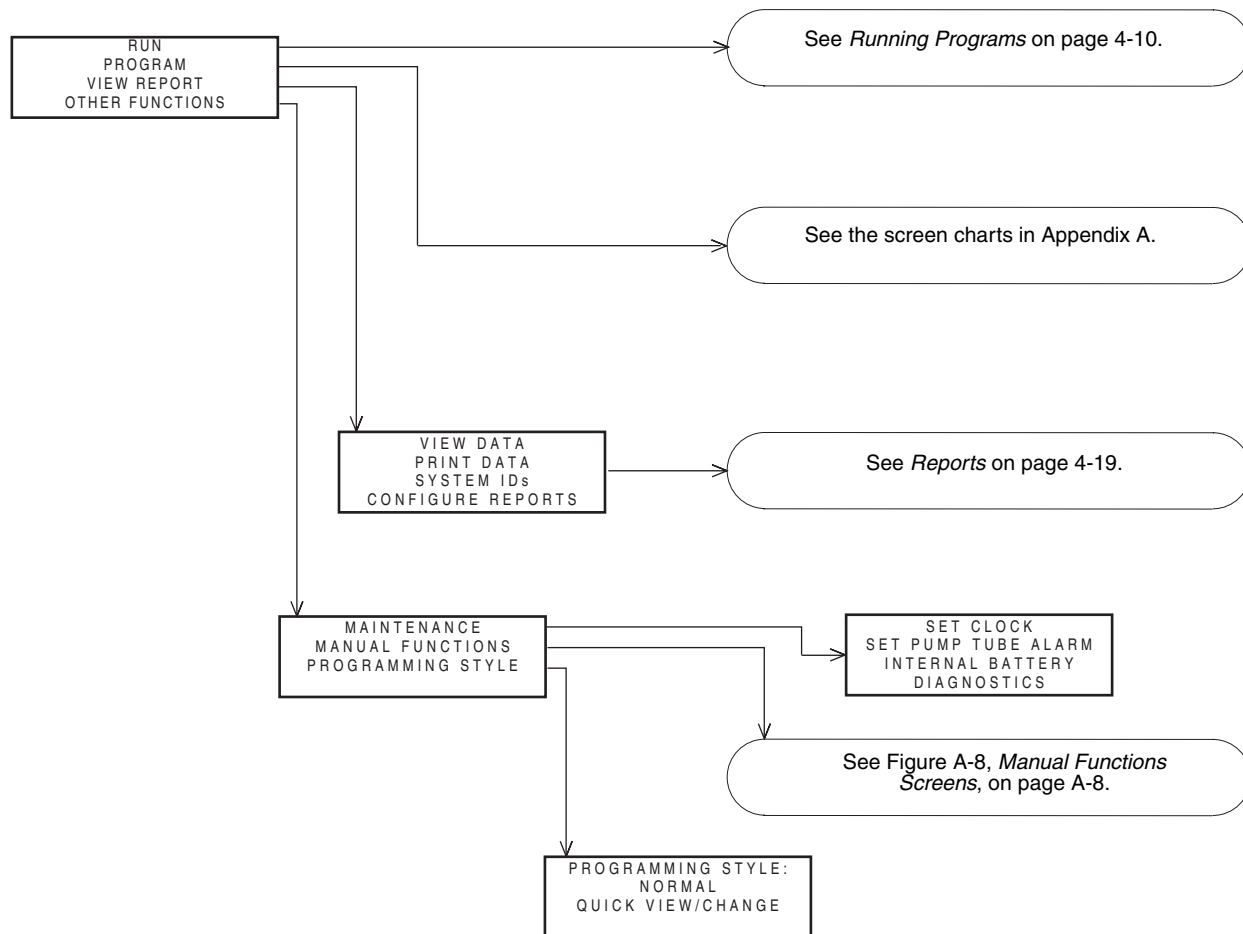 RUN
PROGRAM
VIEW REPORT
OTHER FUNCTIONS
See Running Programs on page 4-10.
See the screen charts in Appendix A.
VIEW DATA
PRINT DATA
SYSTEM IDs
CONFIGURE REPORTS
See Reports on page 4-19.
MAINTENANCE
MANUAL FUNCTIONS
PROGRAMMING STYLE
SET CLOCK
SET PUMP TUBE ALARM
INTERNAL BATTERY
DIAGNOSTICS
See Figure A-8, Manual Functions
Screens, on page A-8.
PROGRAMMING STYLE:
NORMAL
QUICK VIEW/CHANGE